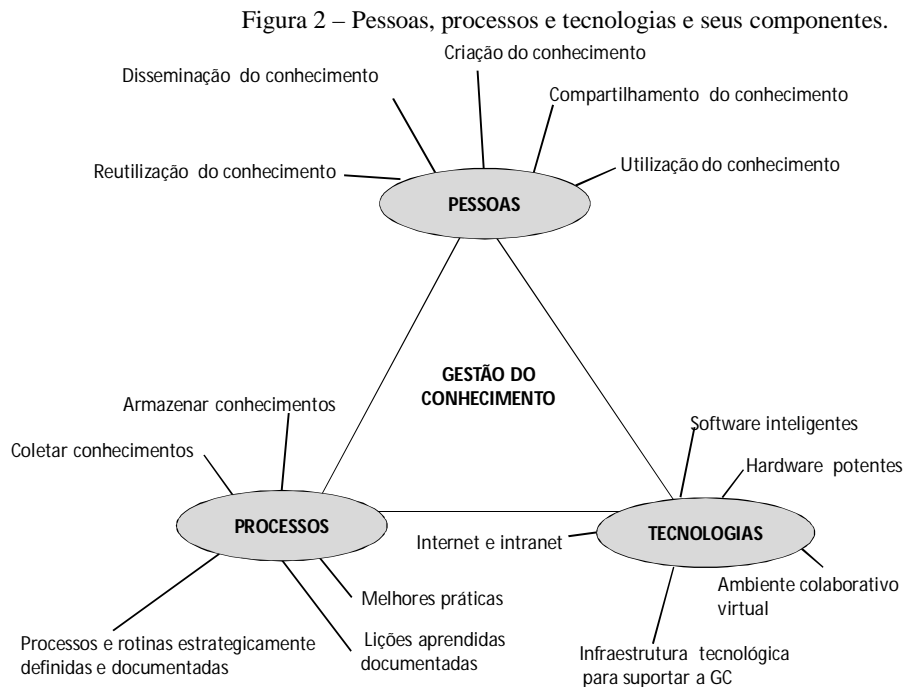 Figura 2 – Pessoas, processos e tecnologias e seus componentes.
Criação do conhecimento
Disseminação do conhecimento
Compartilhamento do conhecimento
Reutilização do conhecimento
Utilização do conhecimento
PESSOAS
GESTÃO DO
CONHECIMENTO
Armazenar conhecimentos
Coletar conhecimentos
PROCESSOS
Melhores práticas
Processos e rotinas estrategicamente
definidas e documentadas
Lições aprendidas
documentadas
Software inteligentes
Hardware potentes
TECNOLOGIAS
Internet e intranet
Ambiente colaborativo
virtual
Infraestrutura tecnológica
para suportar a GC